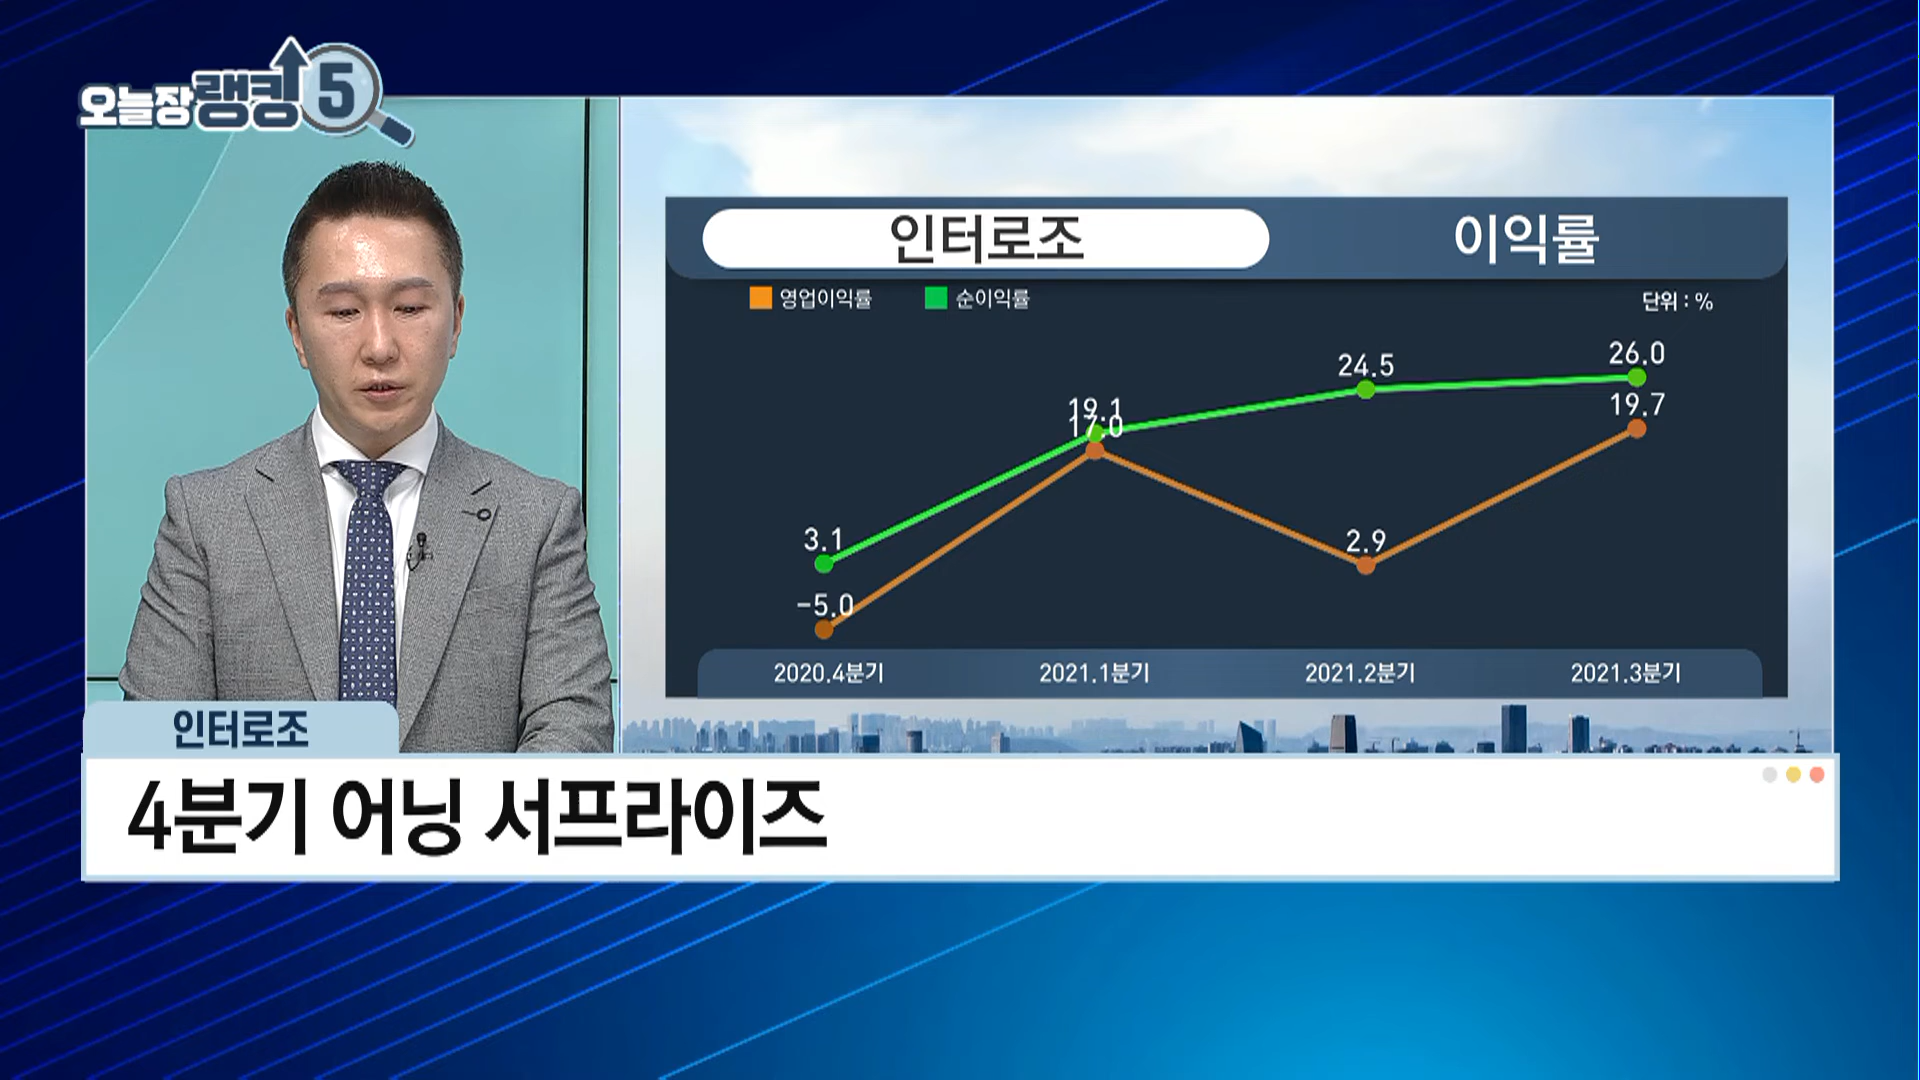 오늘장랭킹5
인터로조 이익률
영업이익률 순이익률 단위 : %
26.0
24.5
19.7
19.1
17.0
3.1
2.9
-5.0
2020.4분기 2021.1분기 2021.2분기 2021.3분기
인터로조
4분기 어닝 서프라이즈